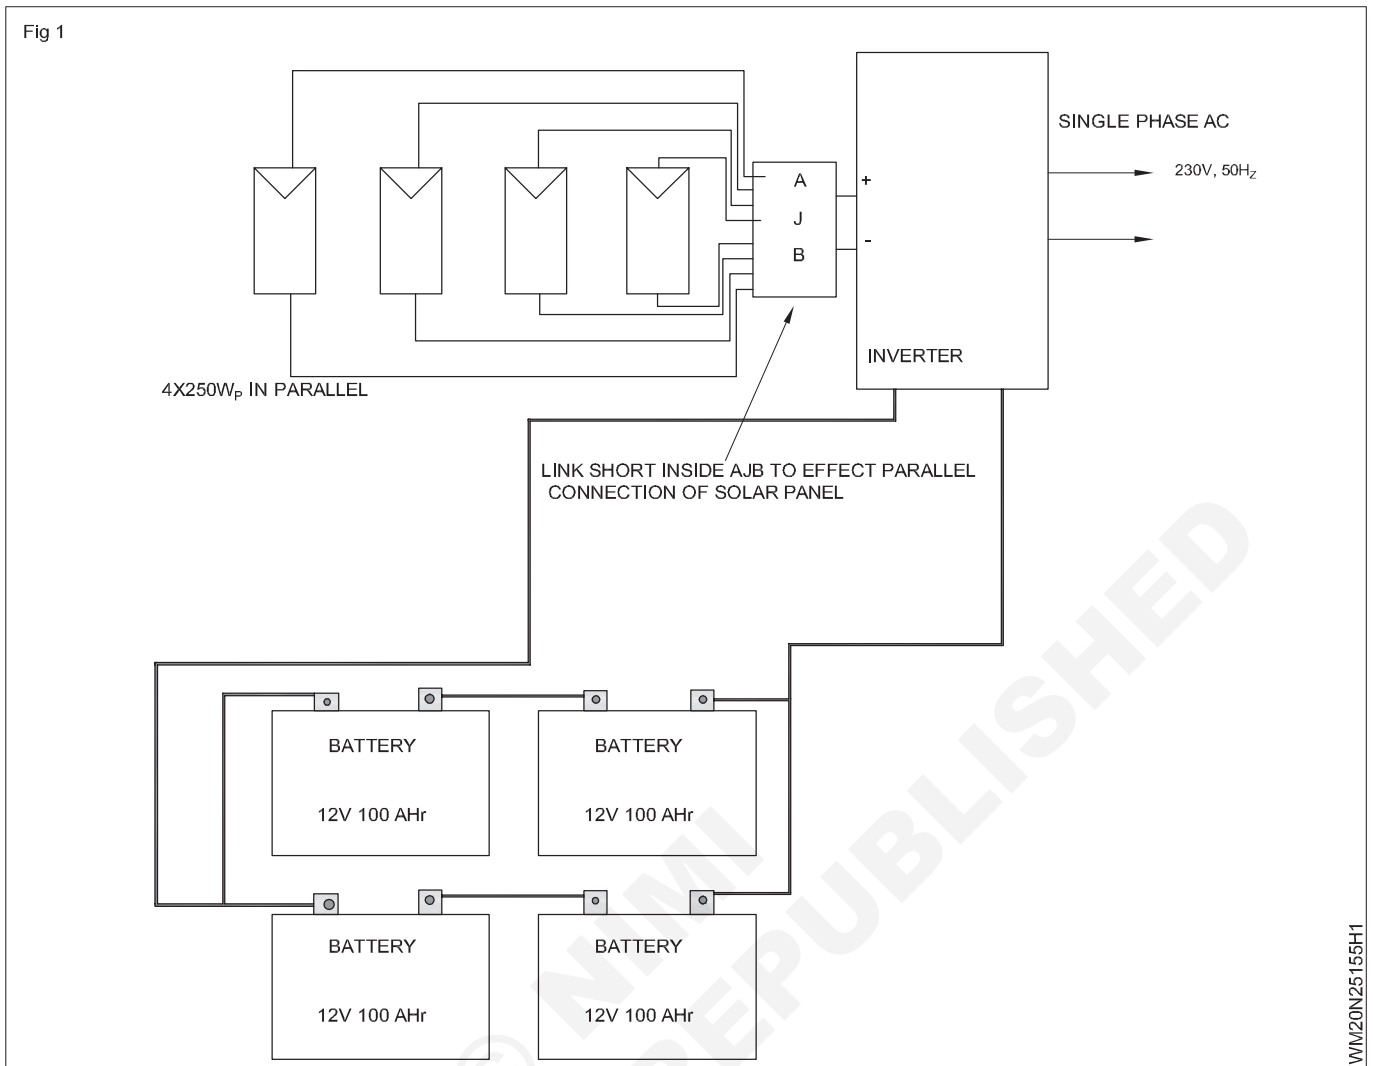 Fig 1
SINGLE PHASE AC
230V, 50HZ
A
J
B
+
-
INVERTER
4X250WP IN PARALLEL
LINK SHORT INSIDE AJB TO EFFECT PARALLEL
CONNECTION OF SOLAR PANEL
BATTERY
12V 100 AHr
BATTERY
12V 100 AHr
BATTERY
12V 100 AHr
BATTERY
12V 100 AHr
© NIMI
REPUBLISHED
WM20N25155H1